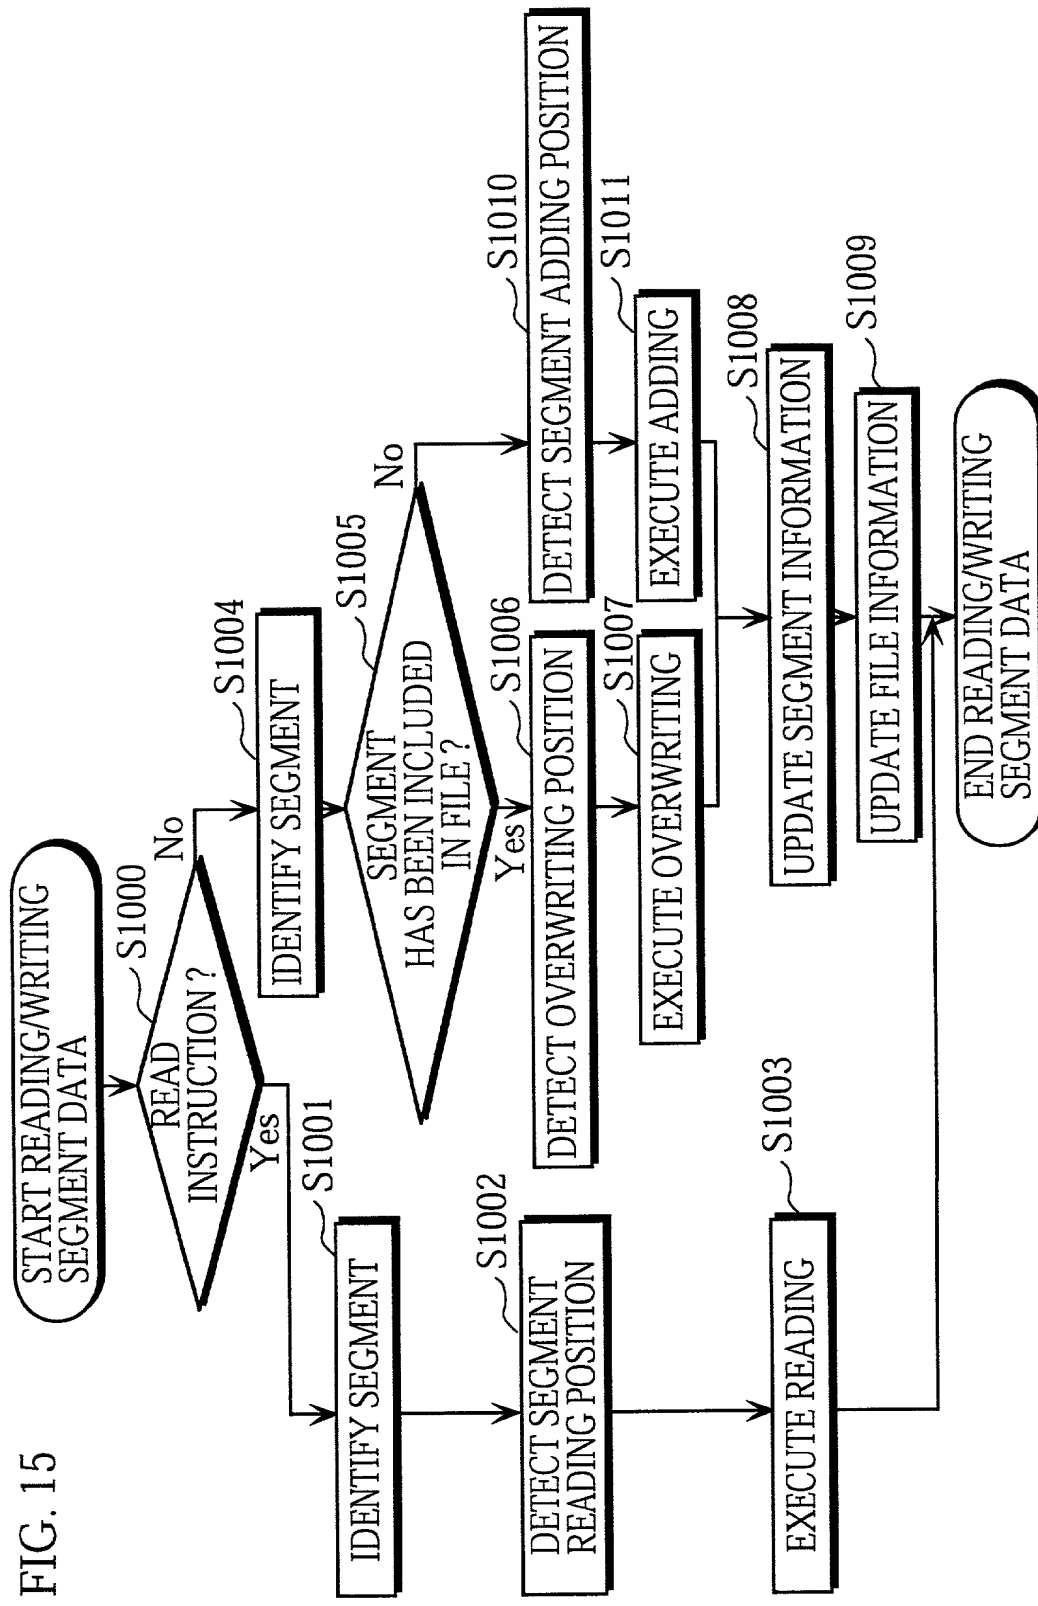 FIG. 15
START READING/WRITING
SEGMENT DATA
S1000
READ
INSTRUCTION ?
No
Yes
S1004
IDENTIFY SEGMENT
S1001
IDENTIFY SEGMENT
S1005
SEGMENT
HAS BEEN INCLUDED
IN FILE ?
No
Yes
S1002
DETECT SEGMENT
READING POSITION
S1006
DETECT OVERWRITING POSITION
S1010
DETECT SEGMENT ADDING POSITION
S1007
EXECUTE OVERWRITING
S1011
EXECUTE ADDING
S1003
EXECUTE READING
S1008
UPDATE SEGMENT INFORMATION
S1009
UPDATE FILE INFORMATION
END READING/WRITING
SEGMENT DATA